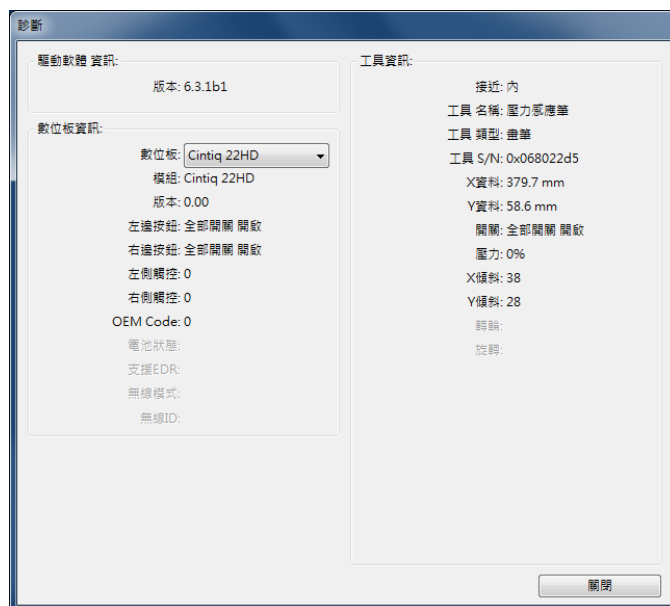 診斷
驅動軟體 資訊:
版本: 6.3.1b1
數位板資訊:
數位板: Cintiq 22HD
模組: Cintiq 22HD
版本: 0.00
左邊按鈕: 全部開關 開啟
右邊按鈕: 全部開關 開啟
左側觸控: 0
右側觸控: 0
OEM Code: 0
電池狀態:
支援EDR:
無線模式:
無線ID:
工具資訊:
接近: 內
工具 名稱: 壓力感應筆
工具 類型: 畫筆
工具 S/N: 0x068022d5
X資料: 379.7 mm
Y資料: 58.6 mm
開關: 全部開關 開啟
壓力: 0%
X傾斜: 38
Y傾斜: 28
轉輪:
旋轉:
關閉